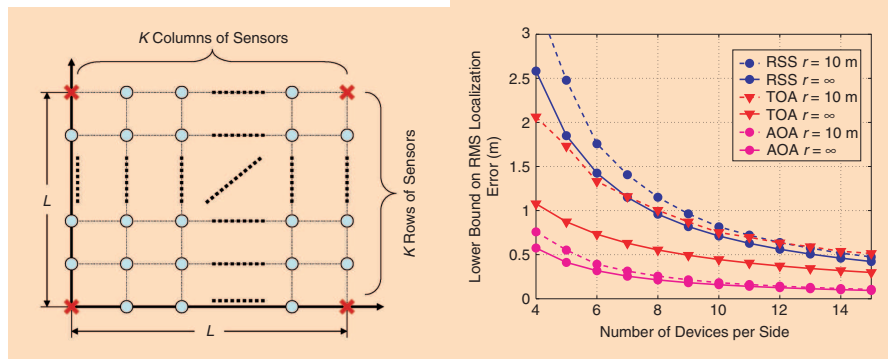 K Columns of Sensors
L
K Rows of Sensors
L
Lower Bound on RMS Localization
Error (m)
3
2.5
2
1.5
1
0.5
0
4
6
8
10
12
14
Number of Devices per Side
RSS r = 10 m
RSS r = ∞
TOA r = 10 m
TOA r = ∞
AOA r = 10 m
AOA r = ∞